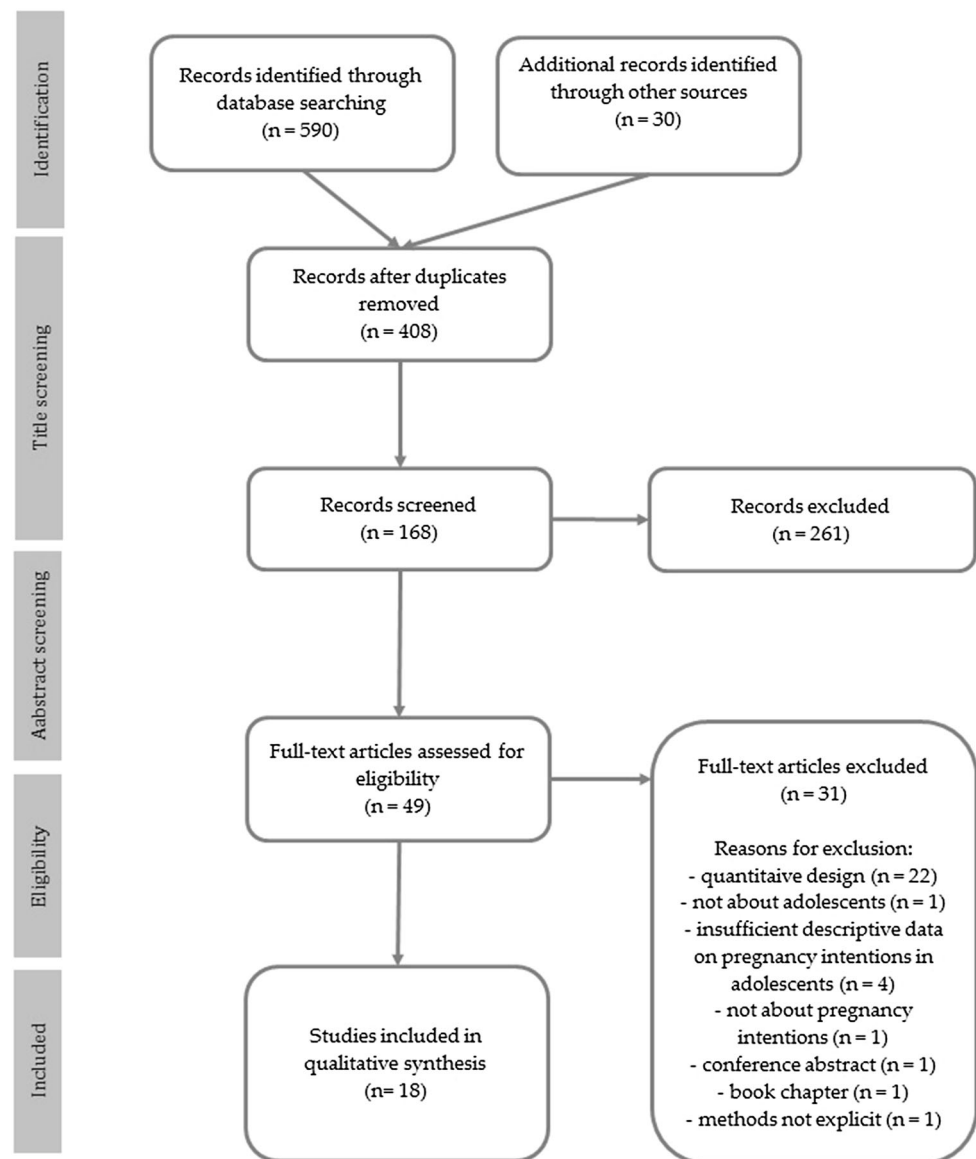 Identification
Records identified through
database searching
(n = 590)
Additional records identified
through other sources
(n = 30)
Title screening
Records after duplicates
removed
(n = 408)
Records screened
(n = 168)
Records excluded
(n = 261)
Aabstract screening
Full-text articles assessed for
eligibility
(n = 49)
Eligibility
Full-text articles excluded
(n = 31)
Reasons for exclusion:
- quantitaive design (n = 22)
- not about adolescents (n = 1)
- insufficient descriptive data
on pregnancy intentions in
adolescents (n = 4)
- not about pregnancy
intentions (n = 1)
- conference abstract (n = 1)
- book chapter (n = 1)
- methods not explicit (n = 1)
Included
Studies included in
qualitative synthesis
(n= 18)